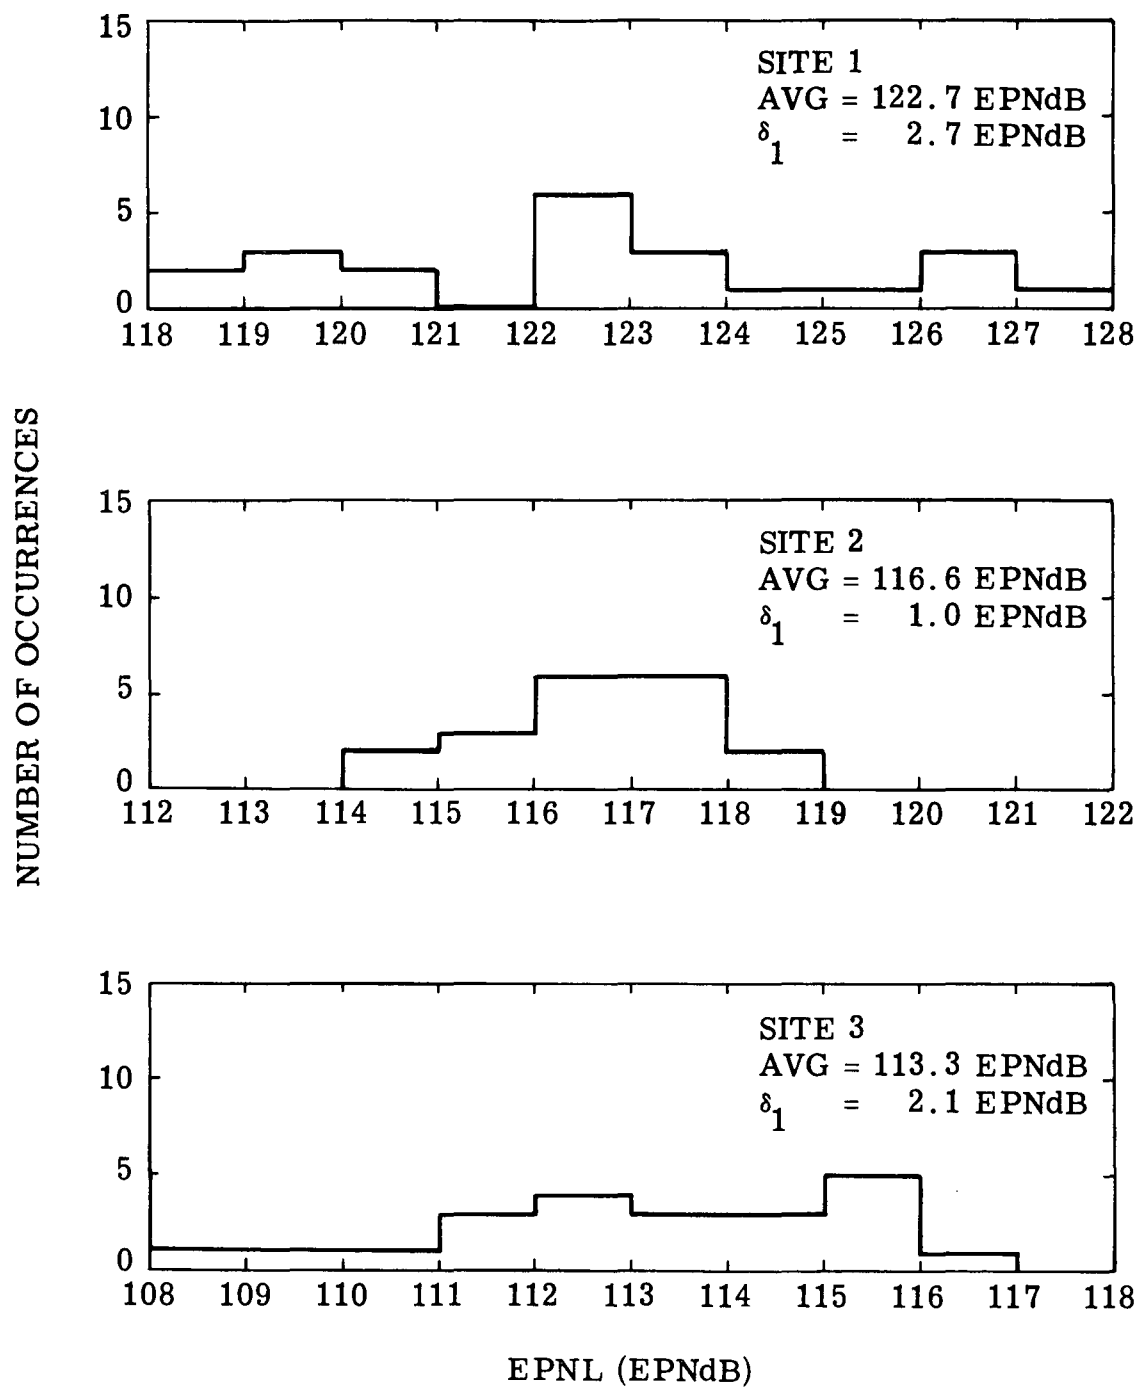 15
10
5
0
SITE 1
AVG = 122.7 EPNdB
δ1 = 2.7 EPNdB
118 119 120 121 122 123 124 125 126 127 128
NUMBER OF OCCURRENCES
15
10
5
0
SITE 2
AVG = 116.6 EPNdB
δ1 = 1.0 EPNdB
112 113 114 115 116 117 118 119 120 121 122
15
10
5
0
SITE 3
AVG = 113.3 EPNdB
δ1 = 2.1 EPNdB
108 109 110 111 112 113 114 115 116 117 118
EPNL (EPNdB)